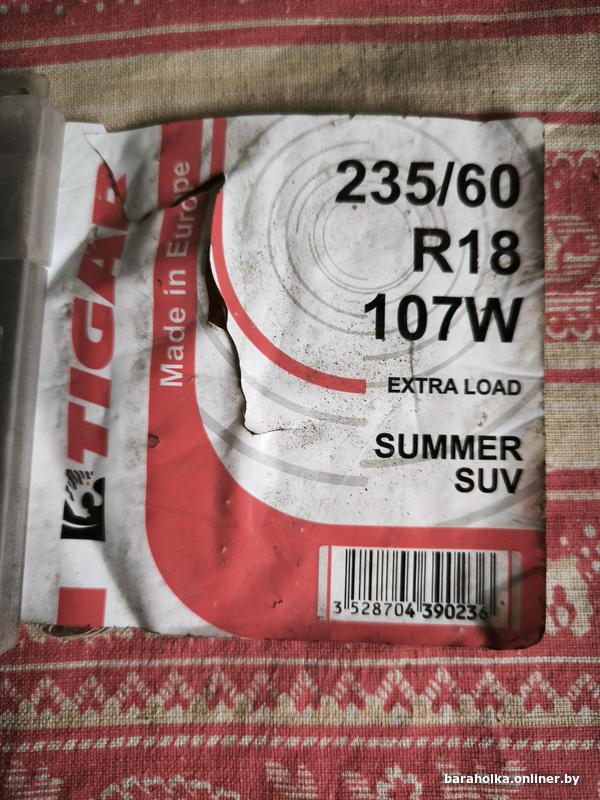 TIGAR
Made in Europe
235/60
R18
107W
EXTRA LOAD
SUMMER
SUV
3 528704 390236
baraholka.onliner.by